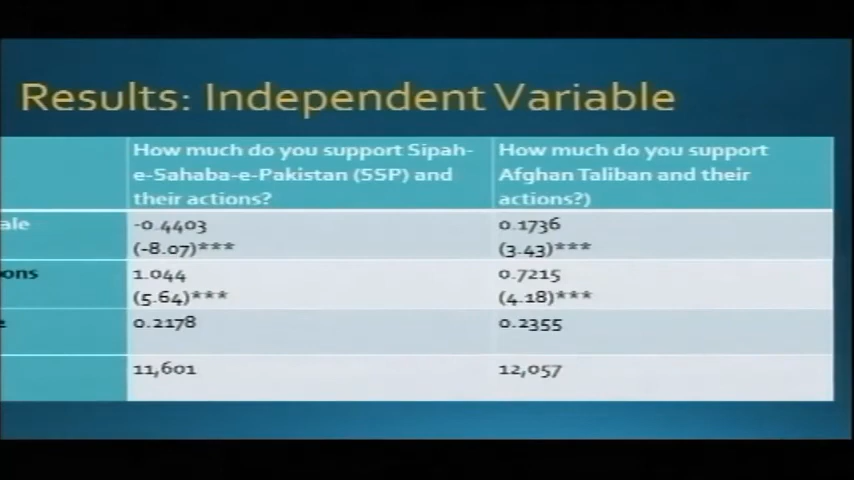 Results: Independent Variable
How much do you support Sipah-
e-Sahaba-e-Pakistan (SSP) and
their actions?
How much do you support
Afghan Taliban and their
actions?)
ale
-0.4403
(-8.07)***
0.1736
(3.43)***
ons
1.044
(5.64)***
0.7215
(4.18)***
0.2178
0.2355
11,601
12,057